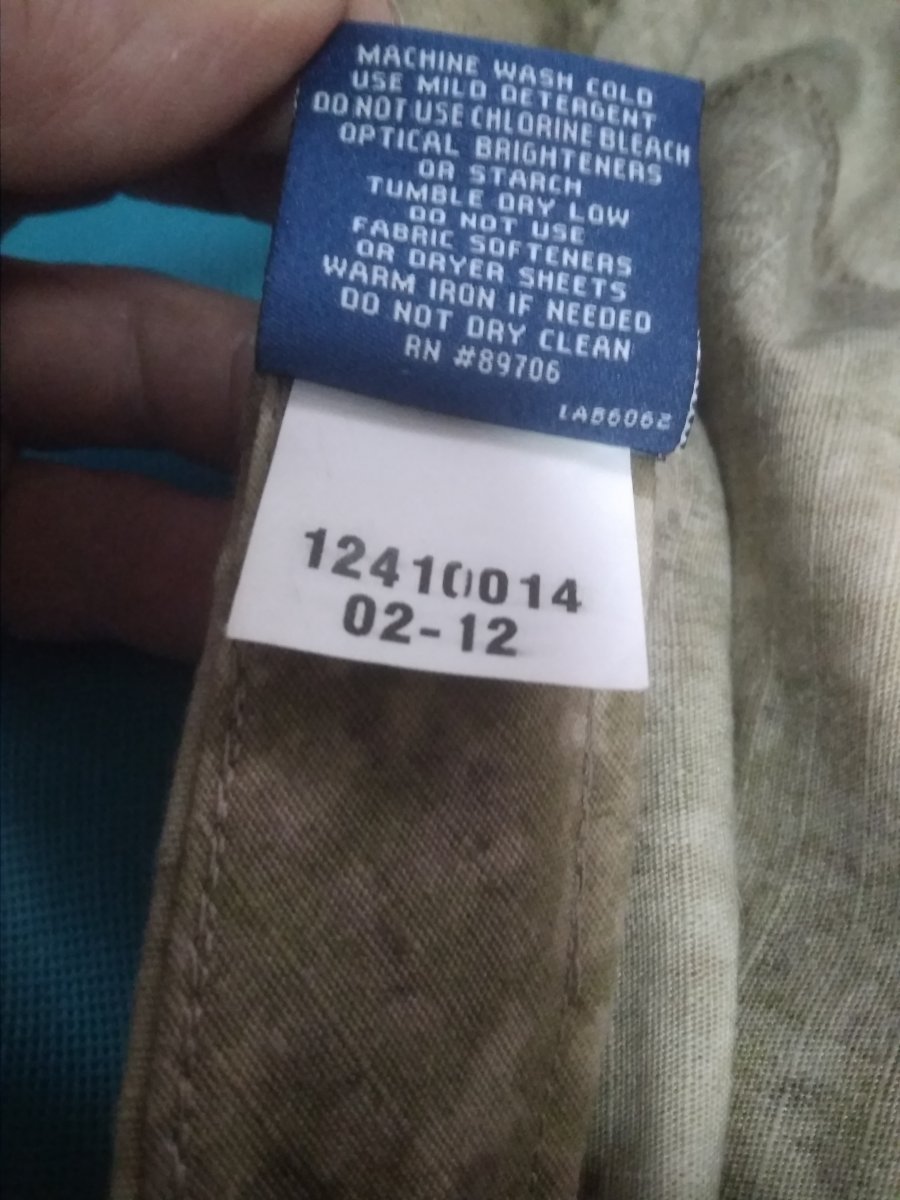 MACHINE WASH COLD
USE MILD DETERGENT
DO NOT USE CHLORINE BLEACH
OPTICAL BRIGHTENERS
OR STARCH
TUMBLE DRY LOW
DO NOT USE
FABRIC SOFTENERS
OR DRYER SHEETS
WARM IRON IF NEEDED
DO NOT DRY CLEAN
RN #89706
IAB6062
12410014
02-12